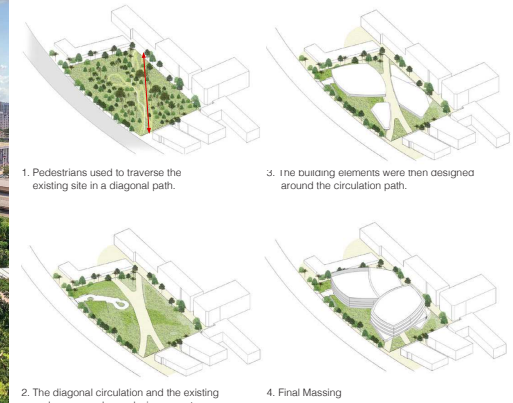 1. Pedestrians used to traverse the
existing site in a diagonal path.
3. The building elements were then designed
around the circulation path.
2. The diagonal circulation and the existing
4. Final Massing